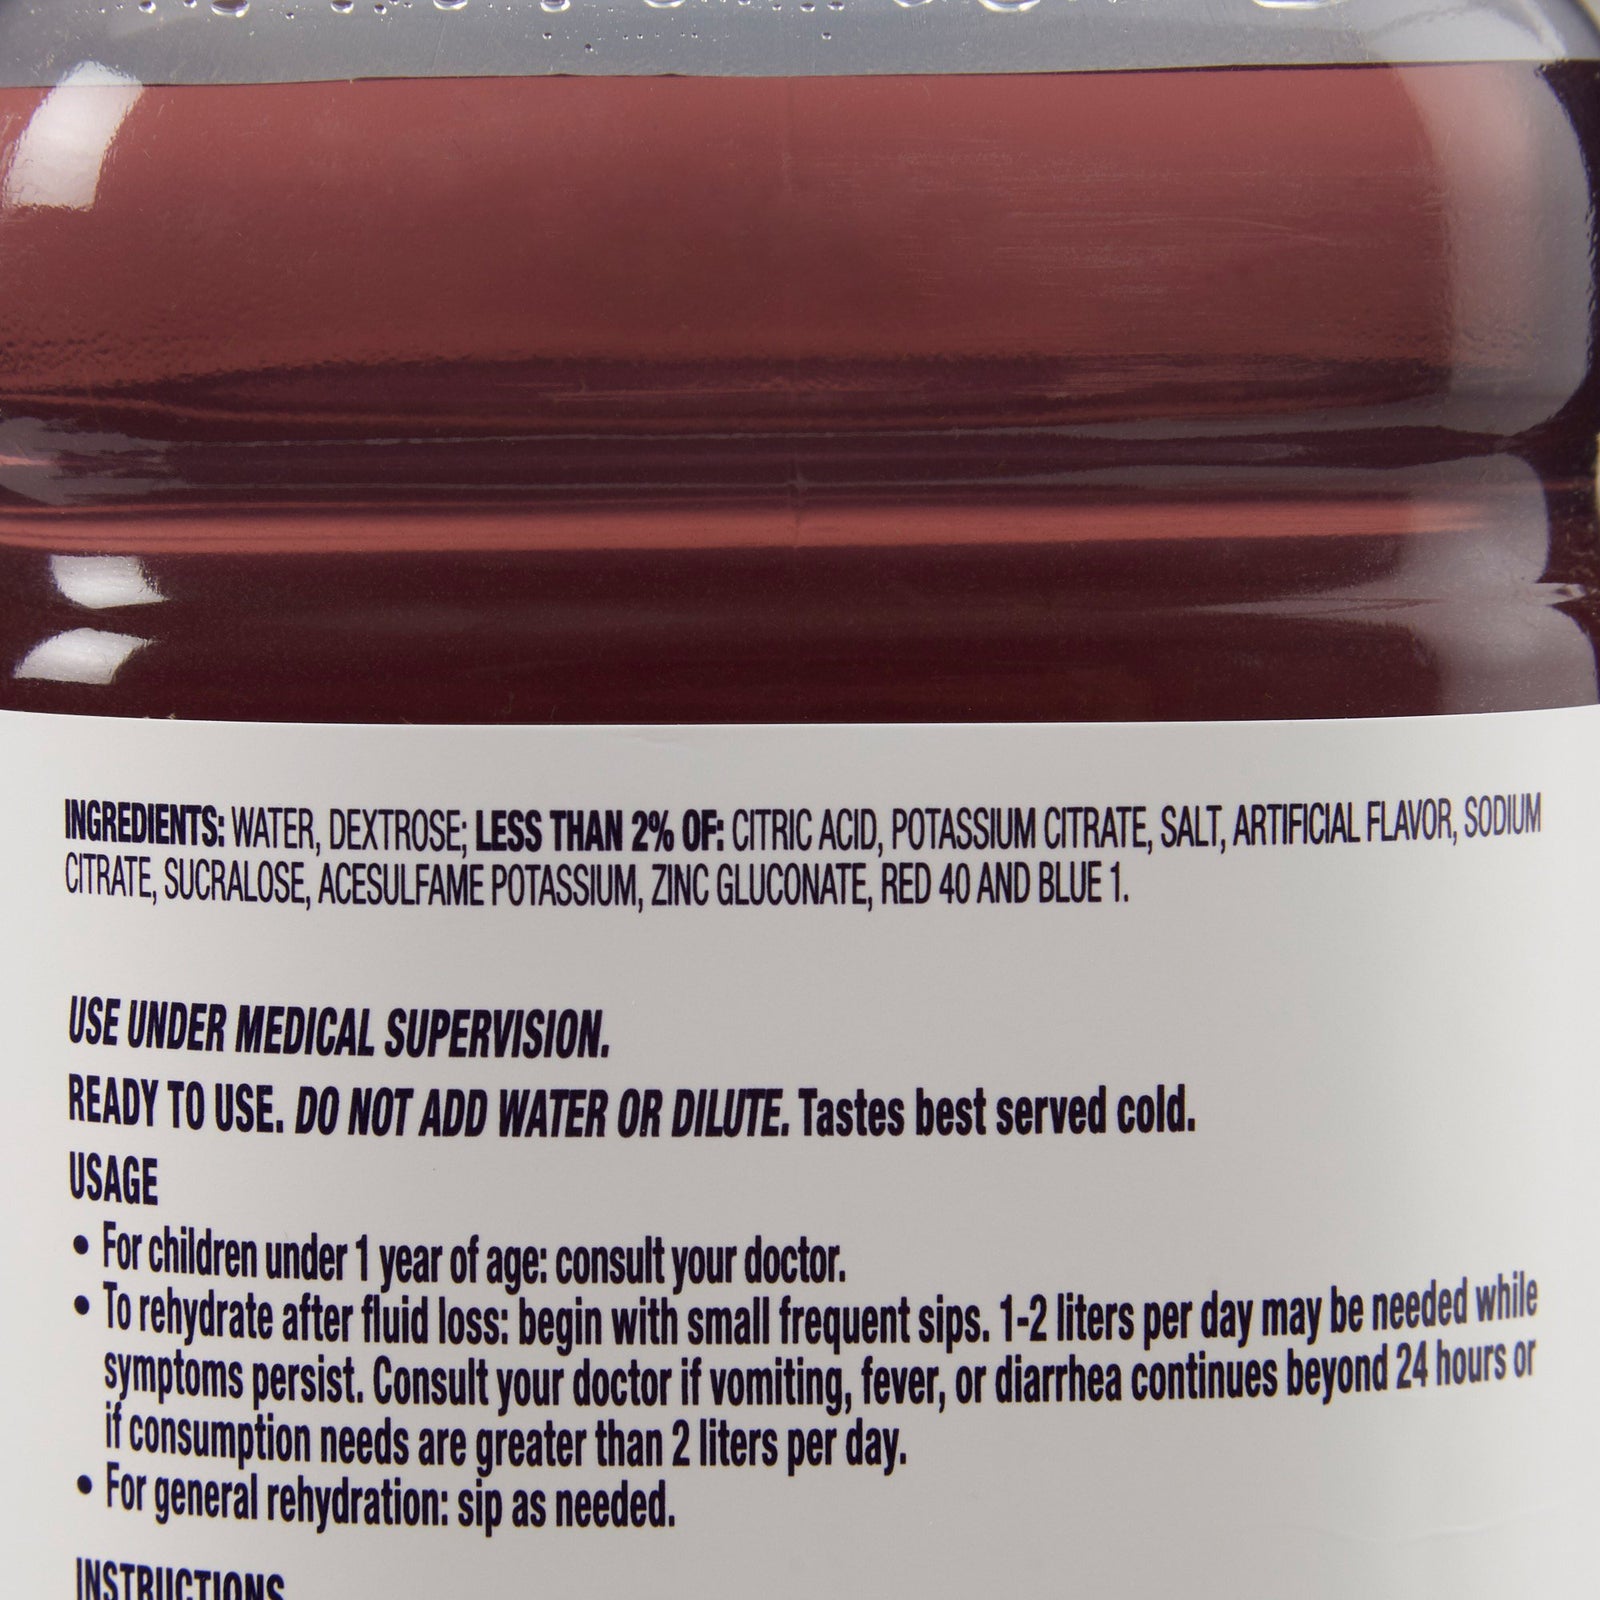 INGREDIENTS: WATER, DEXTROSE; LESS THAN 2% OF: CITRIC ACID, POTASSIUM CITRATE, SALT, ARTIFICIAL FLAVOR, SODIUM
CITRATE, SUCRALOSE, ACESULFAME POTASSIUM, ZINC GLUCONATE, RED 40 AND BLUE 1.
USE UNDER MEDICAL SUPERVISION.
READY TO USE. DO NOT ADD WATER OR DILUTE. Tastes best served cold.
USAGE
• For children under 1 year of age: consult your doctor.
• To rehydrate after fluid loss: begin with small frequent sips. 1-2 liters per day may be needed while
symptoms persist. Consult your doctor if vomiting, fever, or diarrhea continues beyond 24 hours or
if consumption needs are greater than 2 liters per day.
• For general rehydration: sip as needed.
INSTRUCTIONS